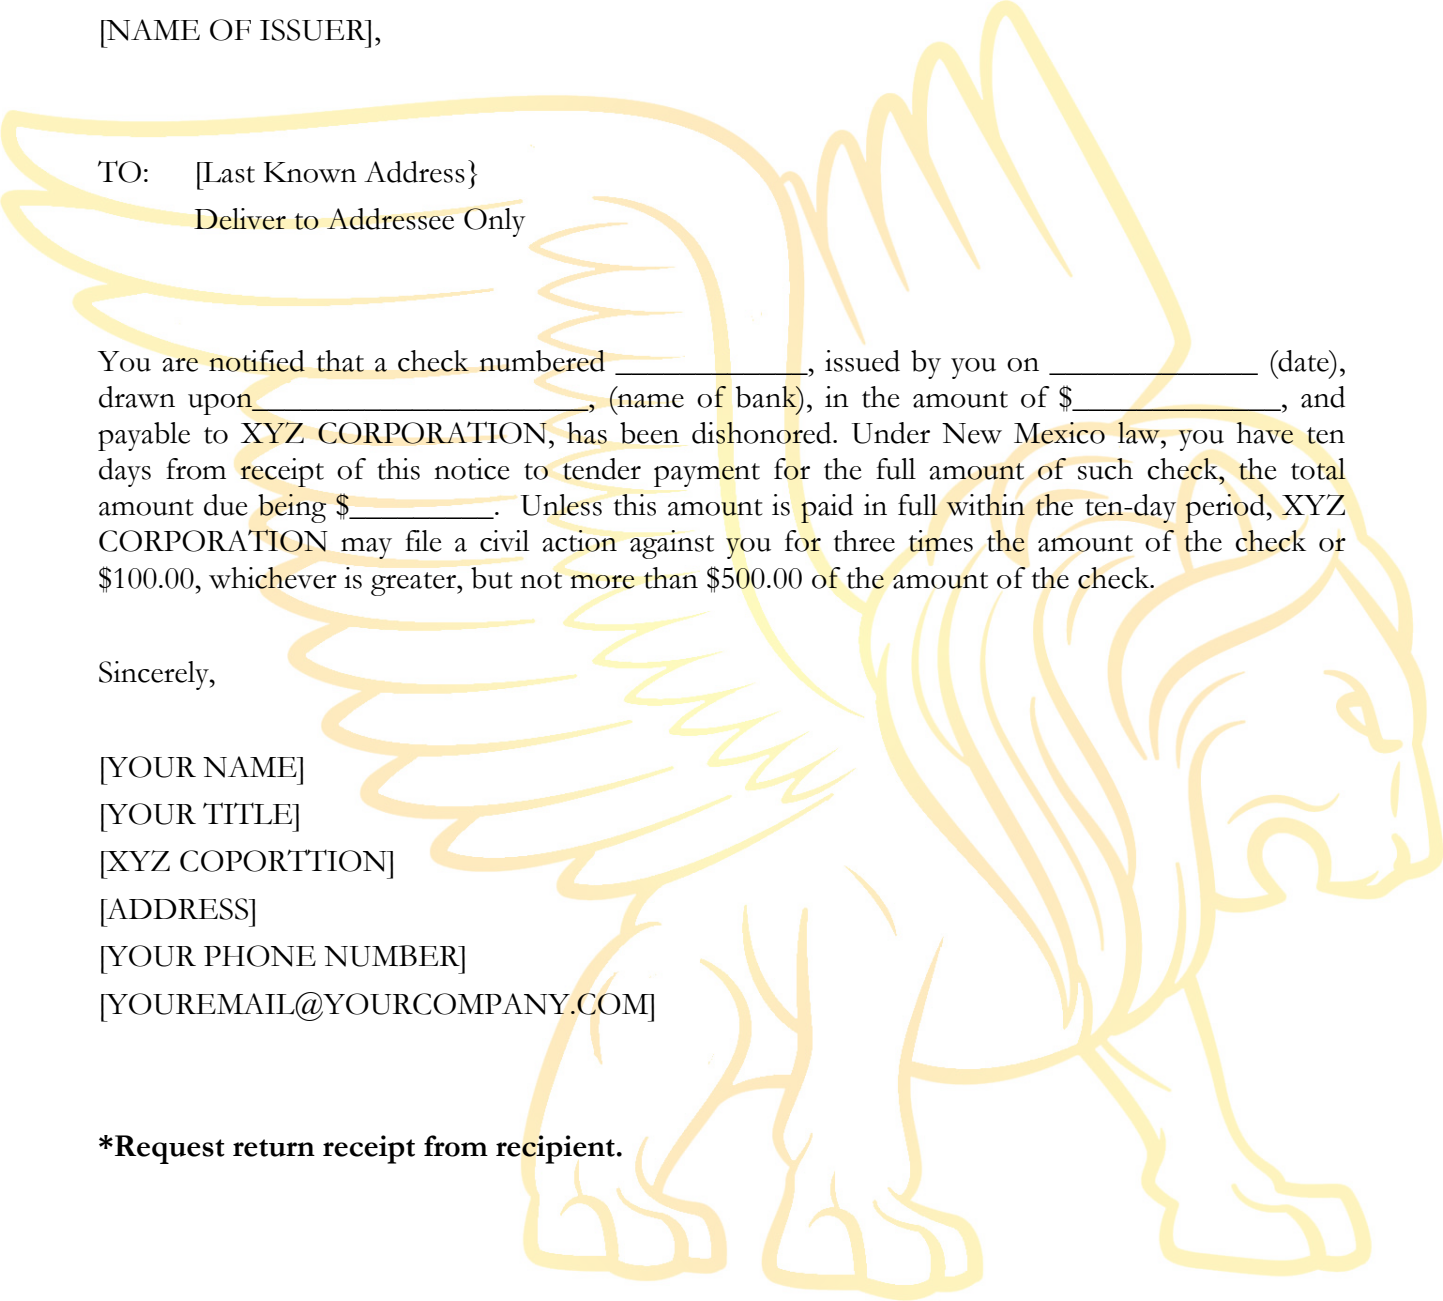 [NAME OF ISSUER],
TO: [Last Known Address}
Deliver to Addressee Only
You are notified that a check numbered ____________, issued by you on _____________ (date),
drawn upon_____________________, (name of bank), in the amount of $_____________, and
payable to XYZ CORPORATION, has been dishonored. Under New Mexico law, you have ten
days from receipt of this notice to tender payment for the full amount of such check, the total
amount due being $_________. Unless this amount is paid in full within the ten-day period, XYZ
CORPORATION may file a civil action against you for three times the amount of the check or
$100.00, whichever is greater, but not more than $500.00 of the amount of the check.
Sincerely,
[YOUR NAME]
[YOUR TITLE]
[XYZ COPORTTION]
[ADDRESS]
[YOUR PHONE NUMBER]
[YOUREMAIL@YOURCOMPANY.COM]
*Request return receipt from recipient.